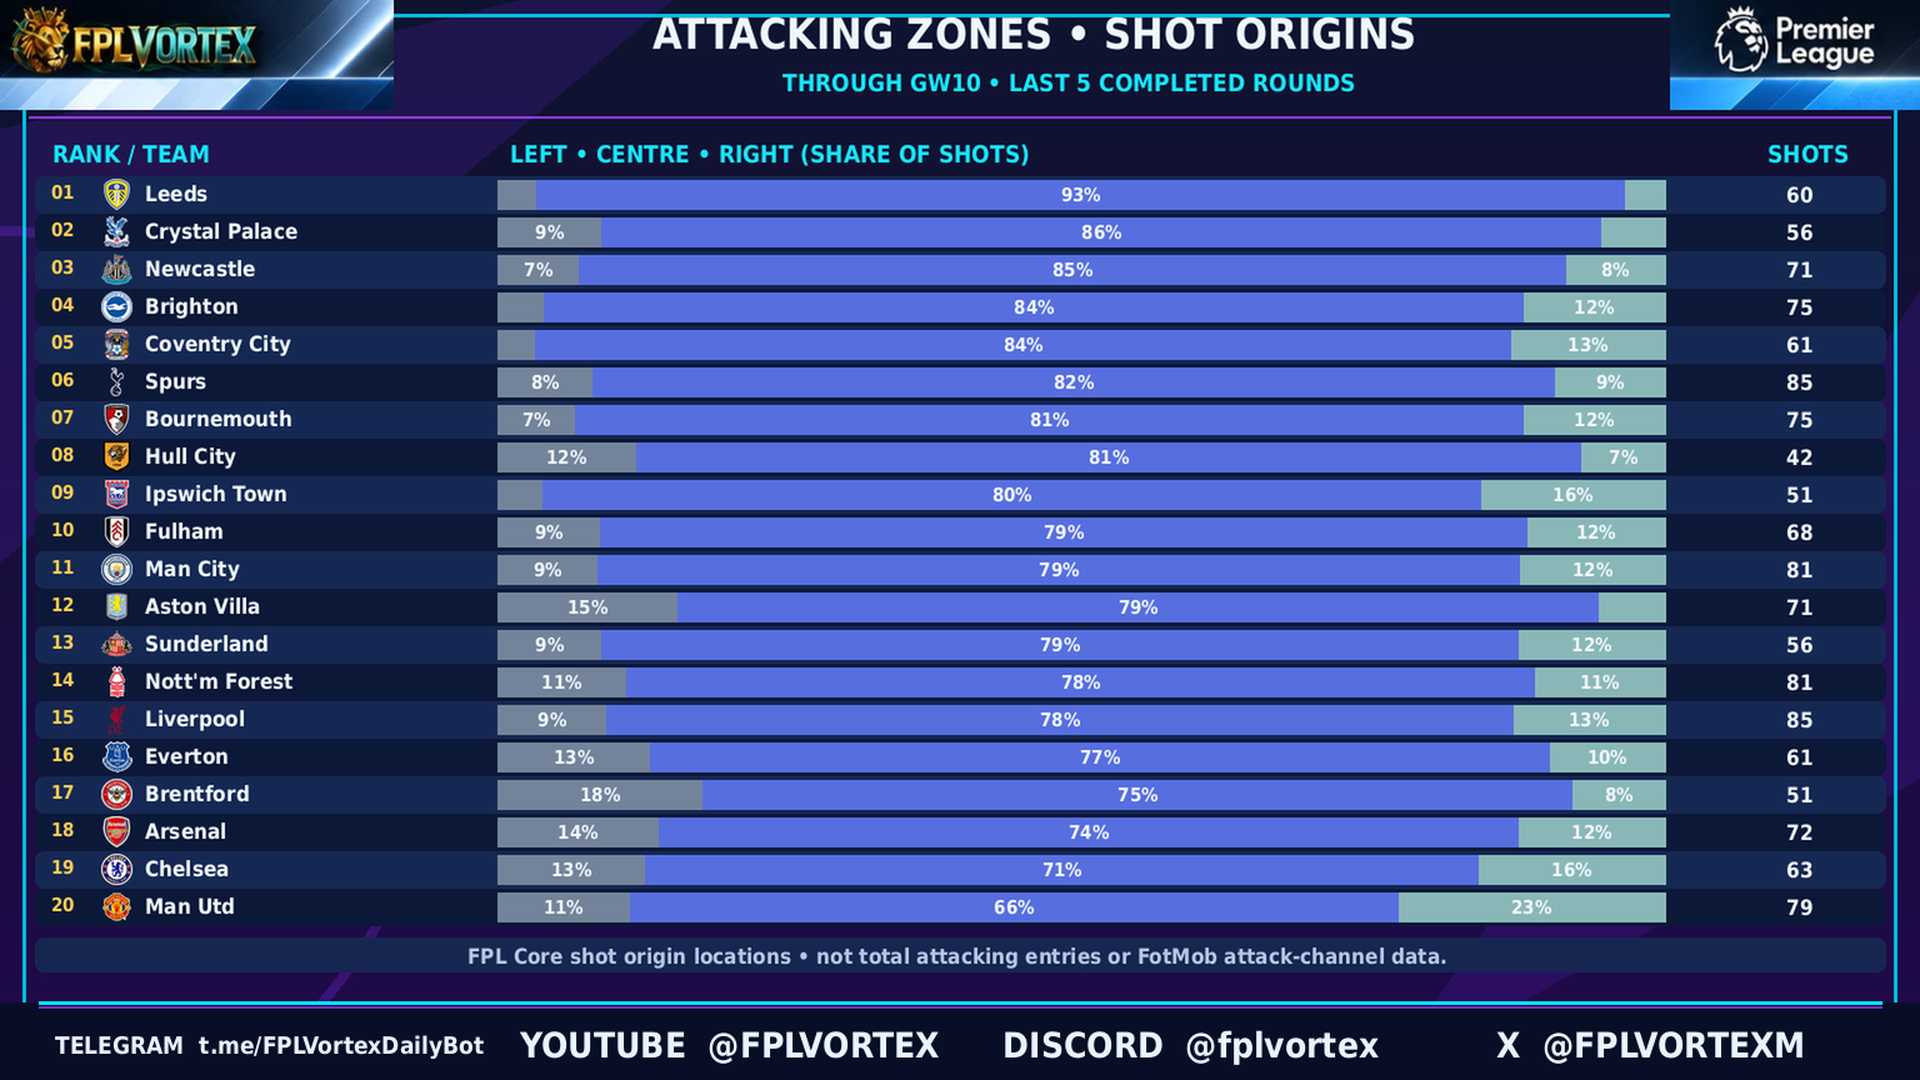 FPLVORTEX
ATTACKING ZONES • SHOT ORIGINS
Premier League
THROUGH GW10 • LAST 5 COMPLETED ROUNDS
RANK / TEAM LEFT • CENTRE • RIGHT (SHARE OF SHOTS) SHOTS
01 Leeds 93% 60
02 Crystal Palace 9% 86% 56
03 Newcastle 7% 85% 8% 71
04 Brighton 84% 12% 75
05 Coventry City 84% 13% 61
06 Spurs 8% 82% 9% 85
07 Bournemouth 7% 81% 12% 75
08 Hull City 12% 81% 7% 42
09 Ipswich Town 80% 16% 51
10 Fulham 9% 79% 12% 68
11 Man City 9% 79% 12% 81
12 Aston Villa 15% 79% 71
13 Sunderland 9% 79% 12% 56
14 Nott'm Forest 11% 78% 11% 81
15 Liverpool 9% 78% 13% 85
16 Everton 13% 77% 10% 61
17 Brentford 18% 75% 8% 51
18 Arsenal 14% 74% 12% 72
19 Chelsea 13% 71% 16% 63
20 Man Utd 11% 66% 23% 79
FPL Core shot origin locations • not total attacking entries or FotMob attack-channel data.
TELEGRAM t.me/FPLVortexDailyBot YOUTUBE @FPLVORTEX DISCORD @fplvortex X @FPLVORTEXM